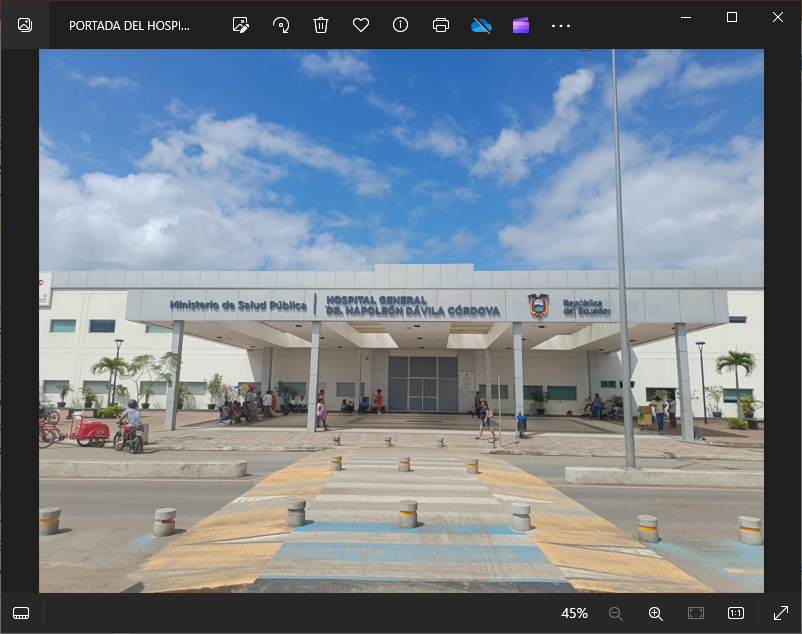 PORTADA DEL HOSPI...
Ministerio de Salud Pública
HOSPITAL GENERAL
DR. NAPOLEÓN DÁVILA CÓRDOVA
República
del Ecuador
45%
1:1